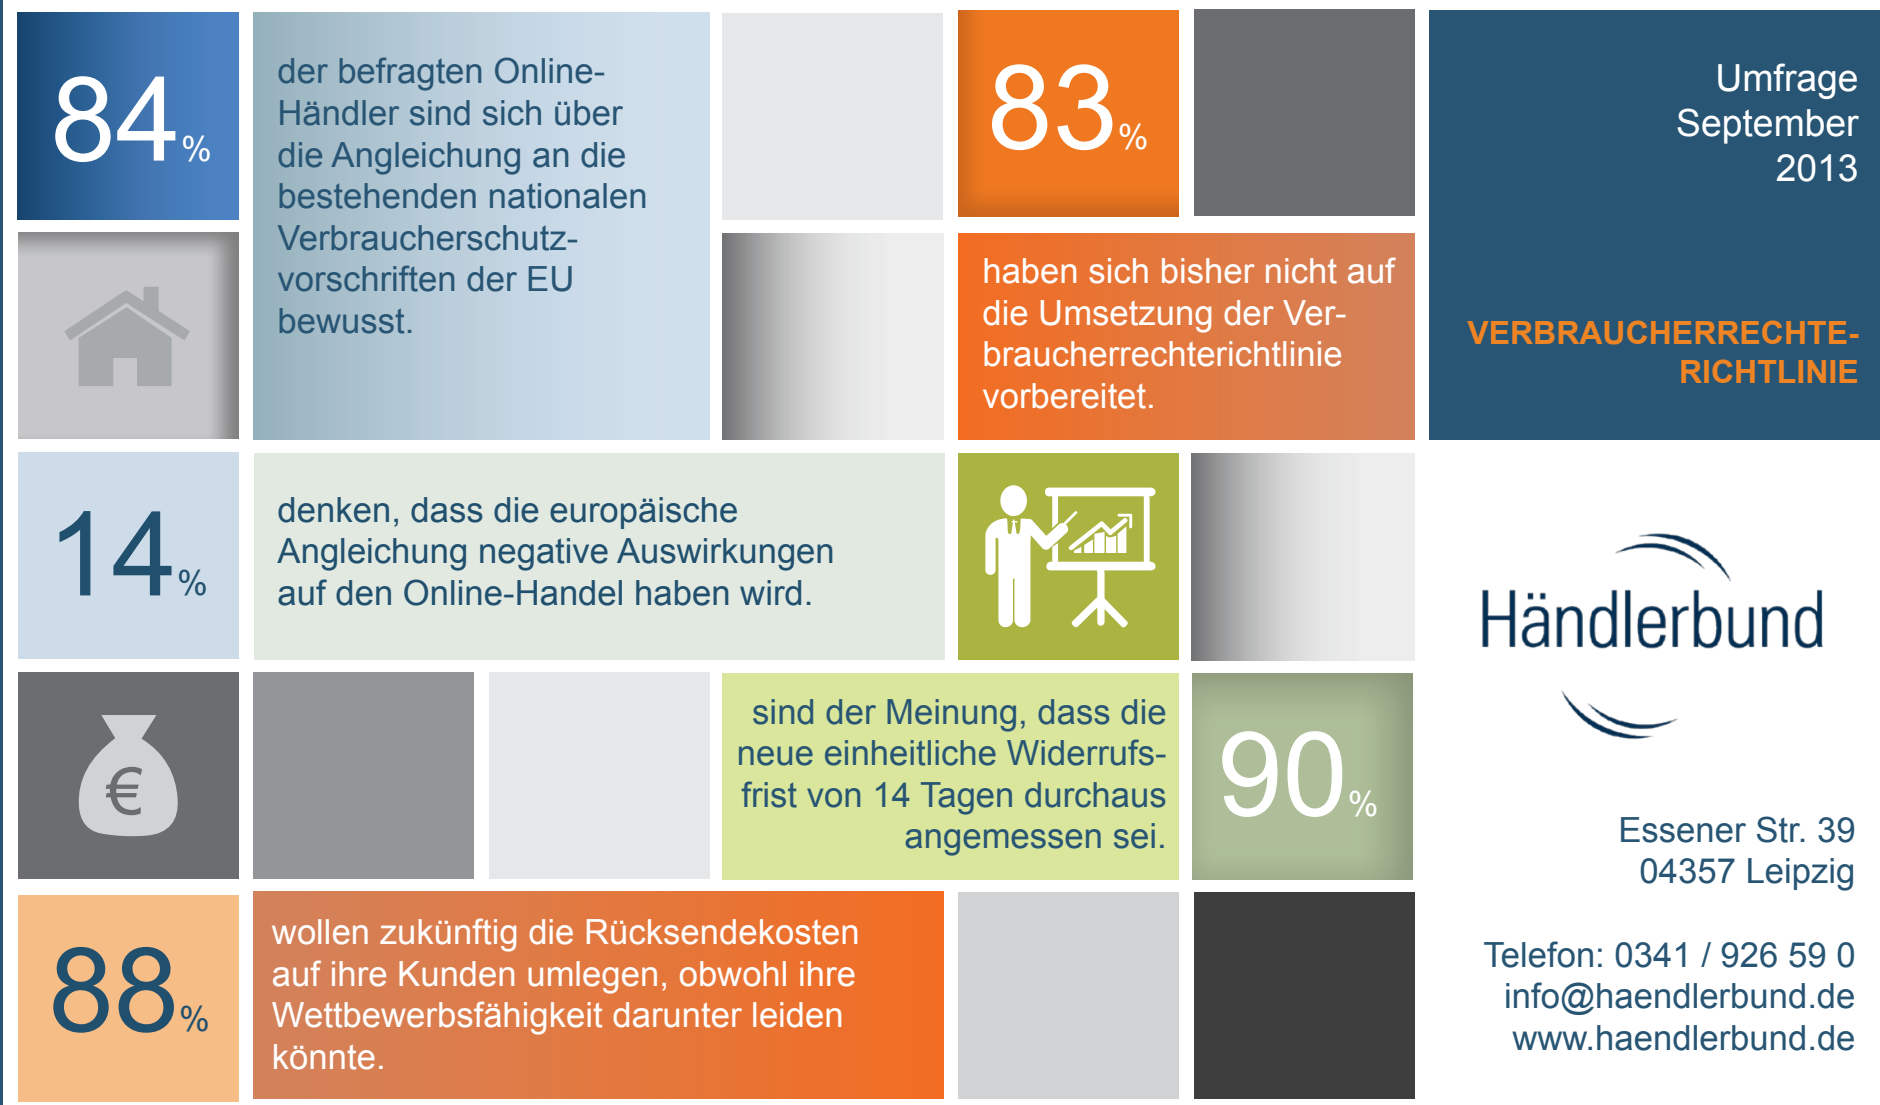 84%
der befragten Online-
Händler sind sich über
die Angleichung an die
bestehenden nationalen
Verbraucherschutz-
vorschriften der EU
bewusst.
83%
haben sich bisher nicht auf
die Umsetzung der Ver-
braucherrechterichtlinie
vorbereitet.
Umfrage
September
2013
VERBRAUCHERRECHTE-
RICHTLINIE
14%
denken, dass die europäische
Angleichung negative Auswirkungen
auf den Online-Handel haben wird.
€
sind der Meinung, dass die
neue einheitliche Widerrufs-
frist von 14 Tagen durchaus
angemessen sei.
90%
88%
wollen zukünftig die Rücksendekosten
auf ihre Kunden umlegen, obwohl ihre
Wettbewerbsfähigkeit darunter leiden
könnte.
Händlerbund
Essener Str. 39
04357 Leipzig
Telefon: 0341 / 926 59 0
info@haendlerbund.de
www.haendlerbund.de